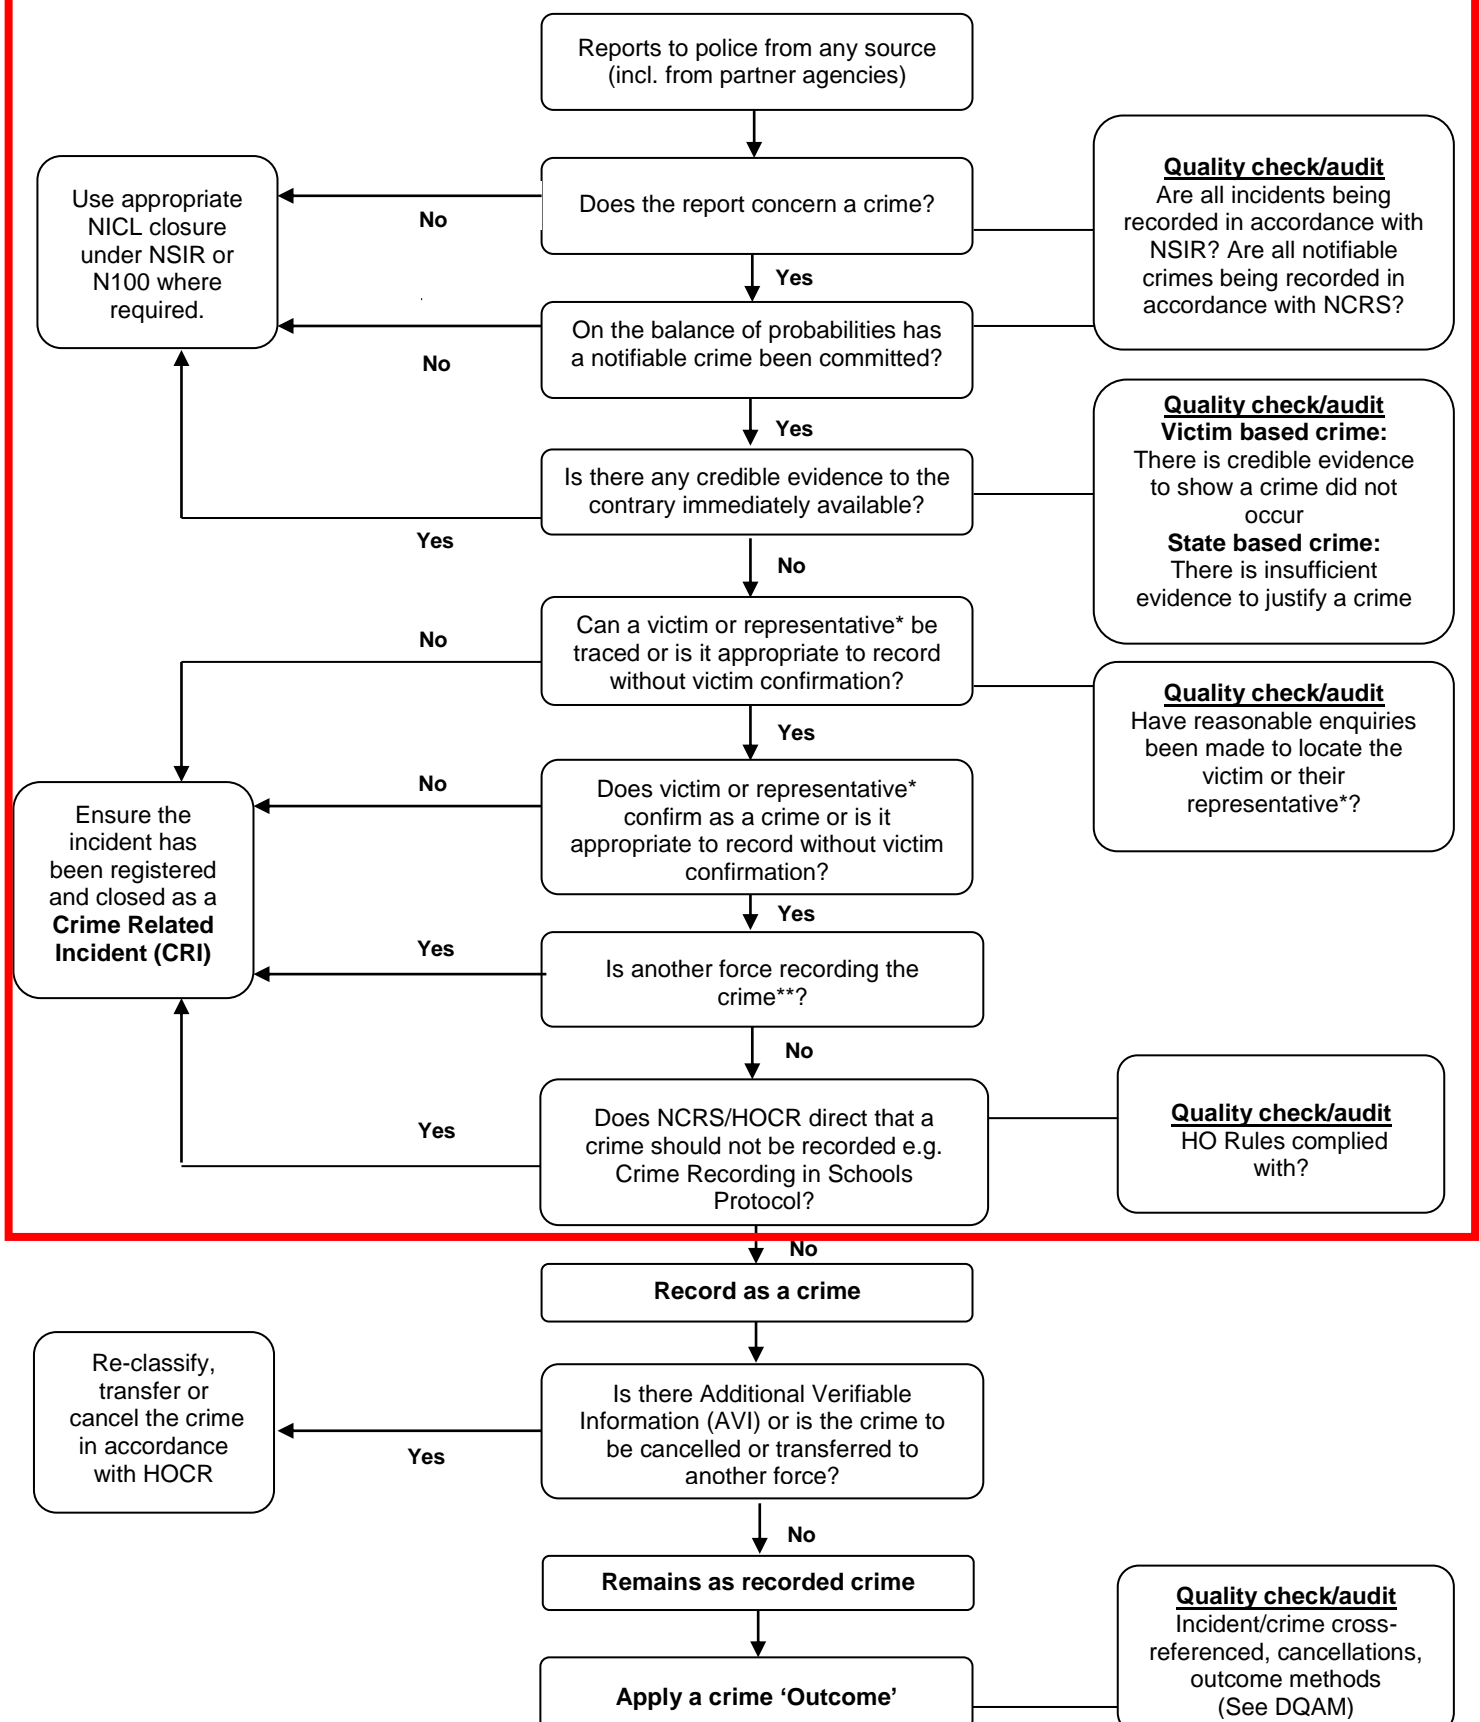 Reports to police from any source
(incl. from partner agencies)
Use appropriate
NICL closure
under NSIR or
N100 where
required.
No
Does the report concern a crime?
Quality check/audit
Are all incidents being
recorded in accordance with
NSIR? Are all notifiable
crimes being recorded in
accordance with NCRS?
Yes
On the balance of probabilities has
a notifiable crime been committed?
No
Yes
Is there any credible evidence to the
contrary immediately available?
Quality check/audit
Victim based crime:
There is credible evidence
to show a crime did not
occur
State based crime:
There is insufficient
evidence to justify a crime
Yes
No
Can a victim or representative* be
traced or is it appropriate to record
without victim confirmation?
No
Quality check/audit
Have reasonable enquiries
been made to locate the
victim or their
representative*?
Yes
No
Does victim or representative*
confirm as a crime or is it
appropriate to record without victim
confirmation?
Ensure the
incident has
been registered
and closed as a
Crime Related
Incident (CRI)
Yes
Yes
Is another force recording the
crime**?
No
Yes
Does NCRS/HOCR direct that a
crime should not be recorded e.g.
Crime Recording in Schools
Protocol?
Quality check/audit
HO Rules complied
with?
No
Record as a crime
Re-classify,
transfer or
cancel the crime
in accordance
with HOCR
Yes
Is there Additional Verifiable
Information (AVI) or is the crime to
be cancelled or transferred to
another force?
No
Remains as recorded crime
Apply a crime ‘Outcome’
Quality check/audit
Incident/crime cross-
referenced, cancellations,
outcome methods
(See DQAM)